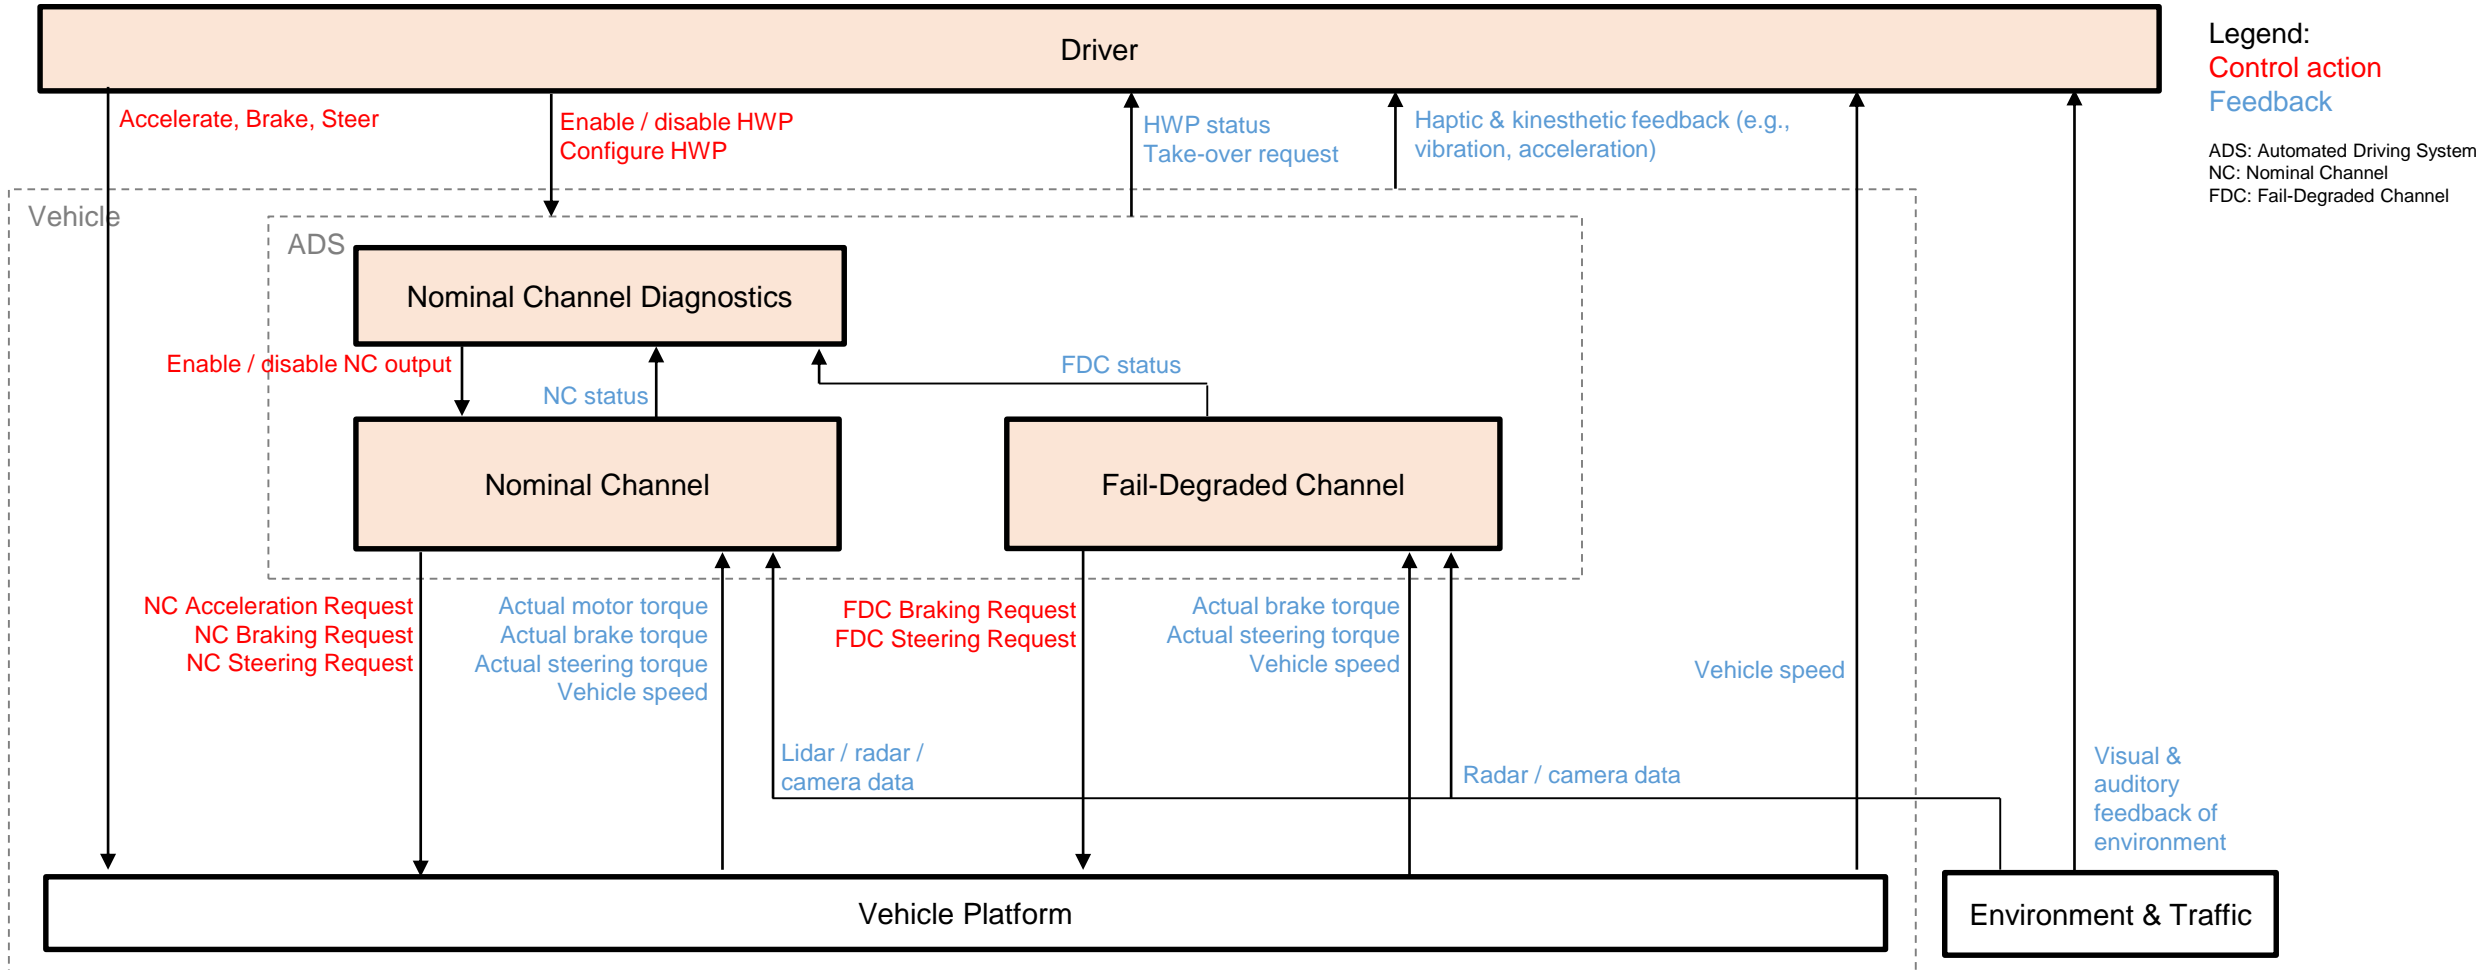 Driver
Legend:
Control action
Feedback
ADS: Automated Driving System
NC: Nominal Channel
FDC: Fail-Degraded Channel
Accelerate, Brake, Steer
Enable / disable HWP
Configure HWP
HWP status
Take-over request
Haptic & kinesthetic feedback (e.g.,
vibration, acceleration)
Vehicle
ADS
Nominal Channel Diagnostics
Enable / disable NC output
NC status
FDC status
Nominal Channel
Fail-Degraded Channel
NC Acceleration Request
NC Braking Request
NC Steering Request
Actual motor torque
Actual brake torque
Actual steering torque
Vehicle speed
FDC Braking Request
FDC Steering Request
Actual brake torque
Actual steering torque
Vehicle speed
Vehicle speed
Lidar / radar /
camera data
Radar / camera data
Visual &
auditory
feedback of
environment
Vehicle Platform
Environment & Traffic